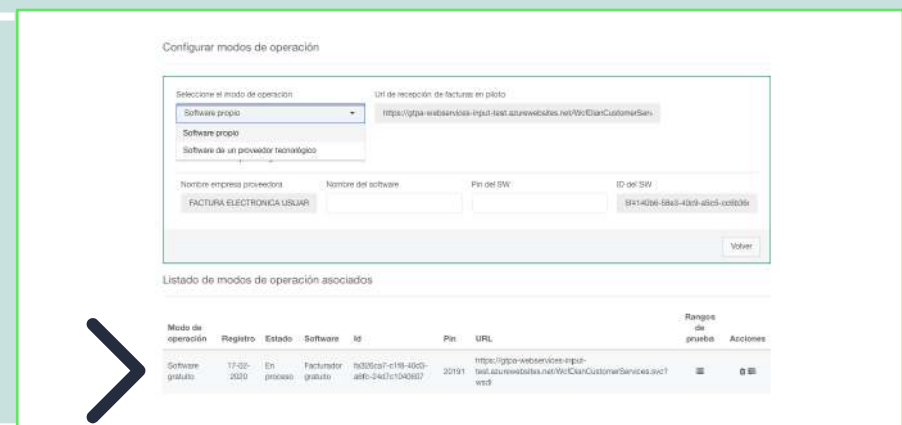 Configurar modos de operación
Seleccione el modo de operación
Url de recepción de facturas en piloto
Software propio
https://gtpa-webservices-input-test.azurewebsites.net/WcfDianCustomerServ
Software propio
Software de un proveedor tecnológico
Nombre empresa proveedora
Nombre del software
Pin del SW
ID del SW
FACTURA ELECTRONICA USUAR
Volver
Listado de modos de operación asociados
Modo de operación Registro Estado Software Id Pin URL Rangos de prueba Acciones
Software gratuito
17-02-2020
En proceso
Facturador gratuito
20191
https://gtpa-webservices-input-
test.azurewebsites.net/WcfDianCustomerServices.svc?
wsdl